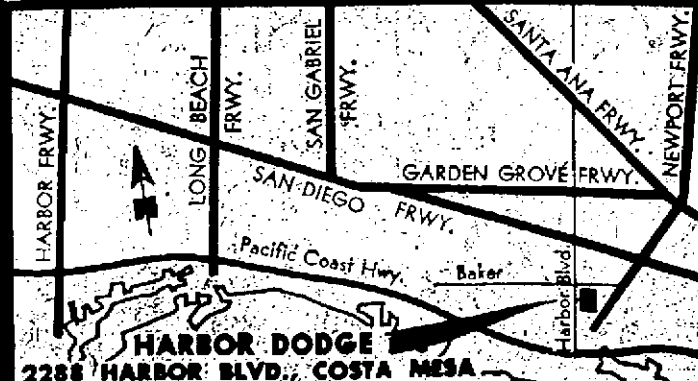 HARBOR FRWY.
LONG BEACH FRWY.
SAN GABRIEL FRWY.
SANTA ANA FRWY.
NEWPORT FRWY.
GARDEN GROVE FRWY.
SAN DIEGO FRWY.
Pacific Coast Hwy.
Baker
Harbor Blvd.
HARBOR DODGE
2288 HARBOR BLVD., COSTA MESA